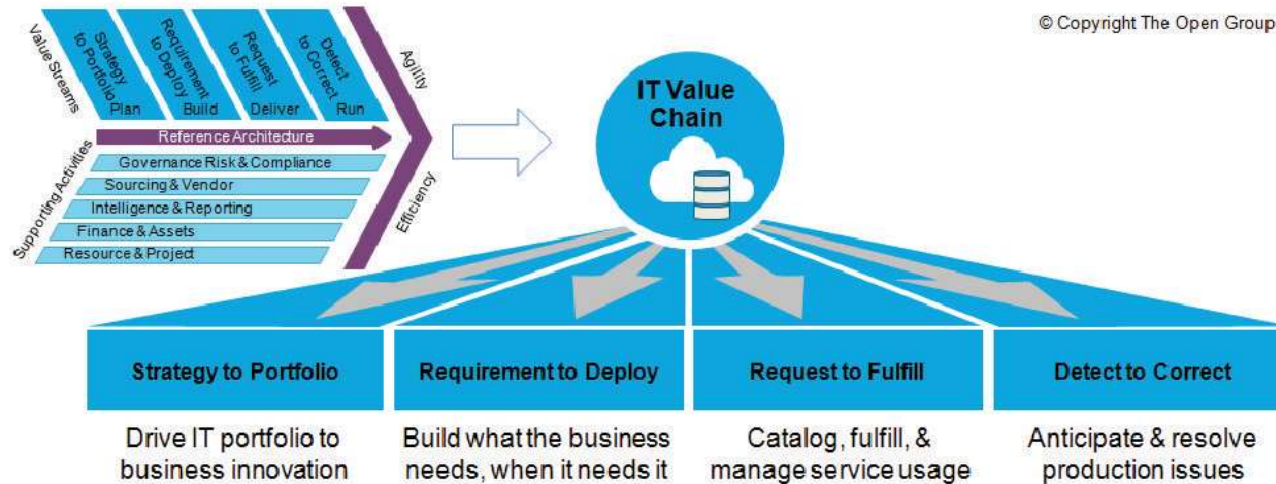 © Copyright The Open Group
Value Streams
Strategy
to Portfolio
Plan
Requirement
to Deploy
Build
Request
to Fulfill
Deliver
Detect
to Correct
Run
Agility
Reference Architecture
Supporting Activities
Governance Risk & Compliance
Sourcing & Vendor
Intelligence & Reporting
Finance & Assets
Resource & Project
Efficiency
IT Value
Chain
Strategy to Portfolio
Requirement to Deploy
Request to Fulfill
Detect to Correct
Drive IT portfolio to
business innovation
Build what the business
needs, when it needs it
Catalog, fulfill, &
manage service usage
Anticipate & resolve
production issues